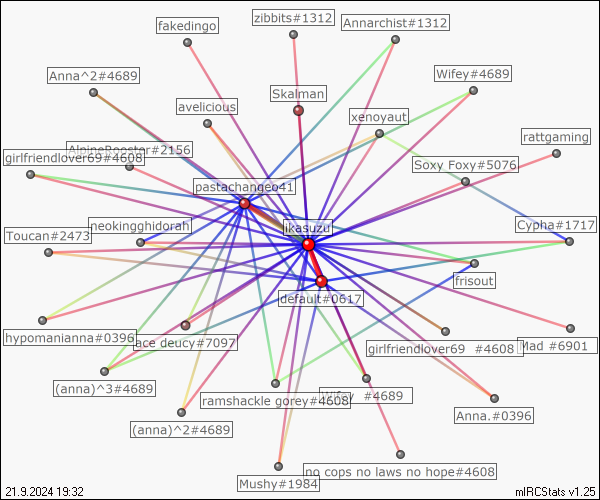 zibbits#1312
fakedingo
Annarchist#1312
Anna^2#4689
Wifey#4689
avelicious
Skalman
xenoyaut
rattgaming
AlpineRooster#2156
girlfriendlover69#4608
Soxy Foxy#5076
pastachangeo41
neokingghidorah
likasuzu
Cypha#1717
Toucan#2473
frisout
default#0617
hypomanianna#0396
ace deucy#7097
girlfriendlover69 #4608
Mad #6901
(anna)^3#4689
ramshackle gorey#4608
Wifey #4689
Anna.#0396
(anna)^2#4689
no cops no laws no hope#4608
Mushy#1984
21.9.2024 19:32
mIRCStats v1.25